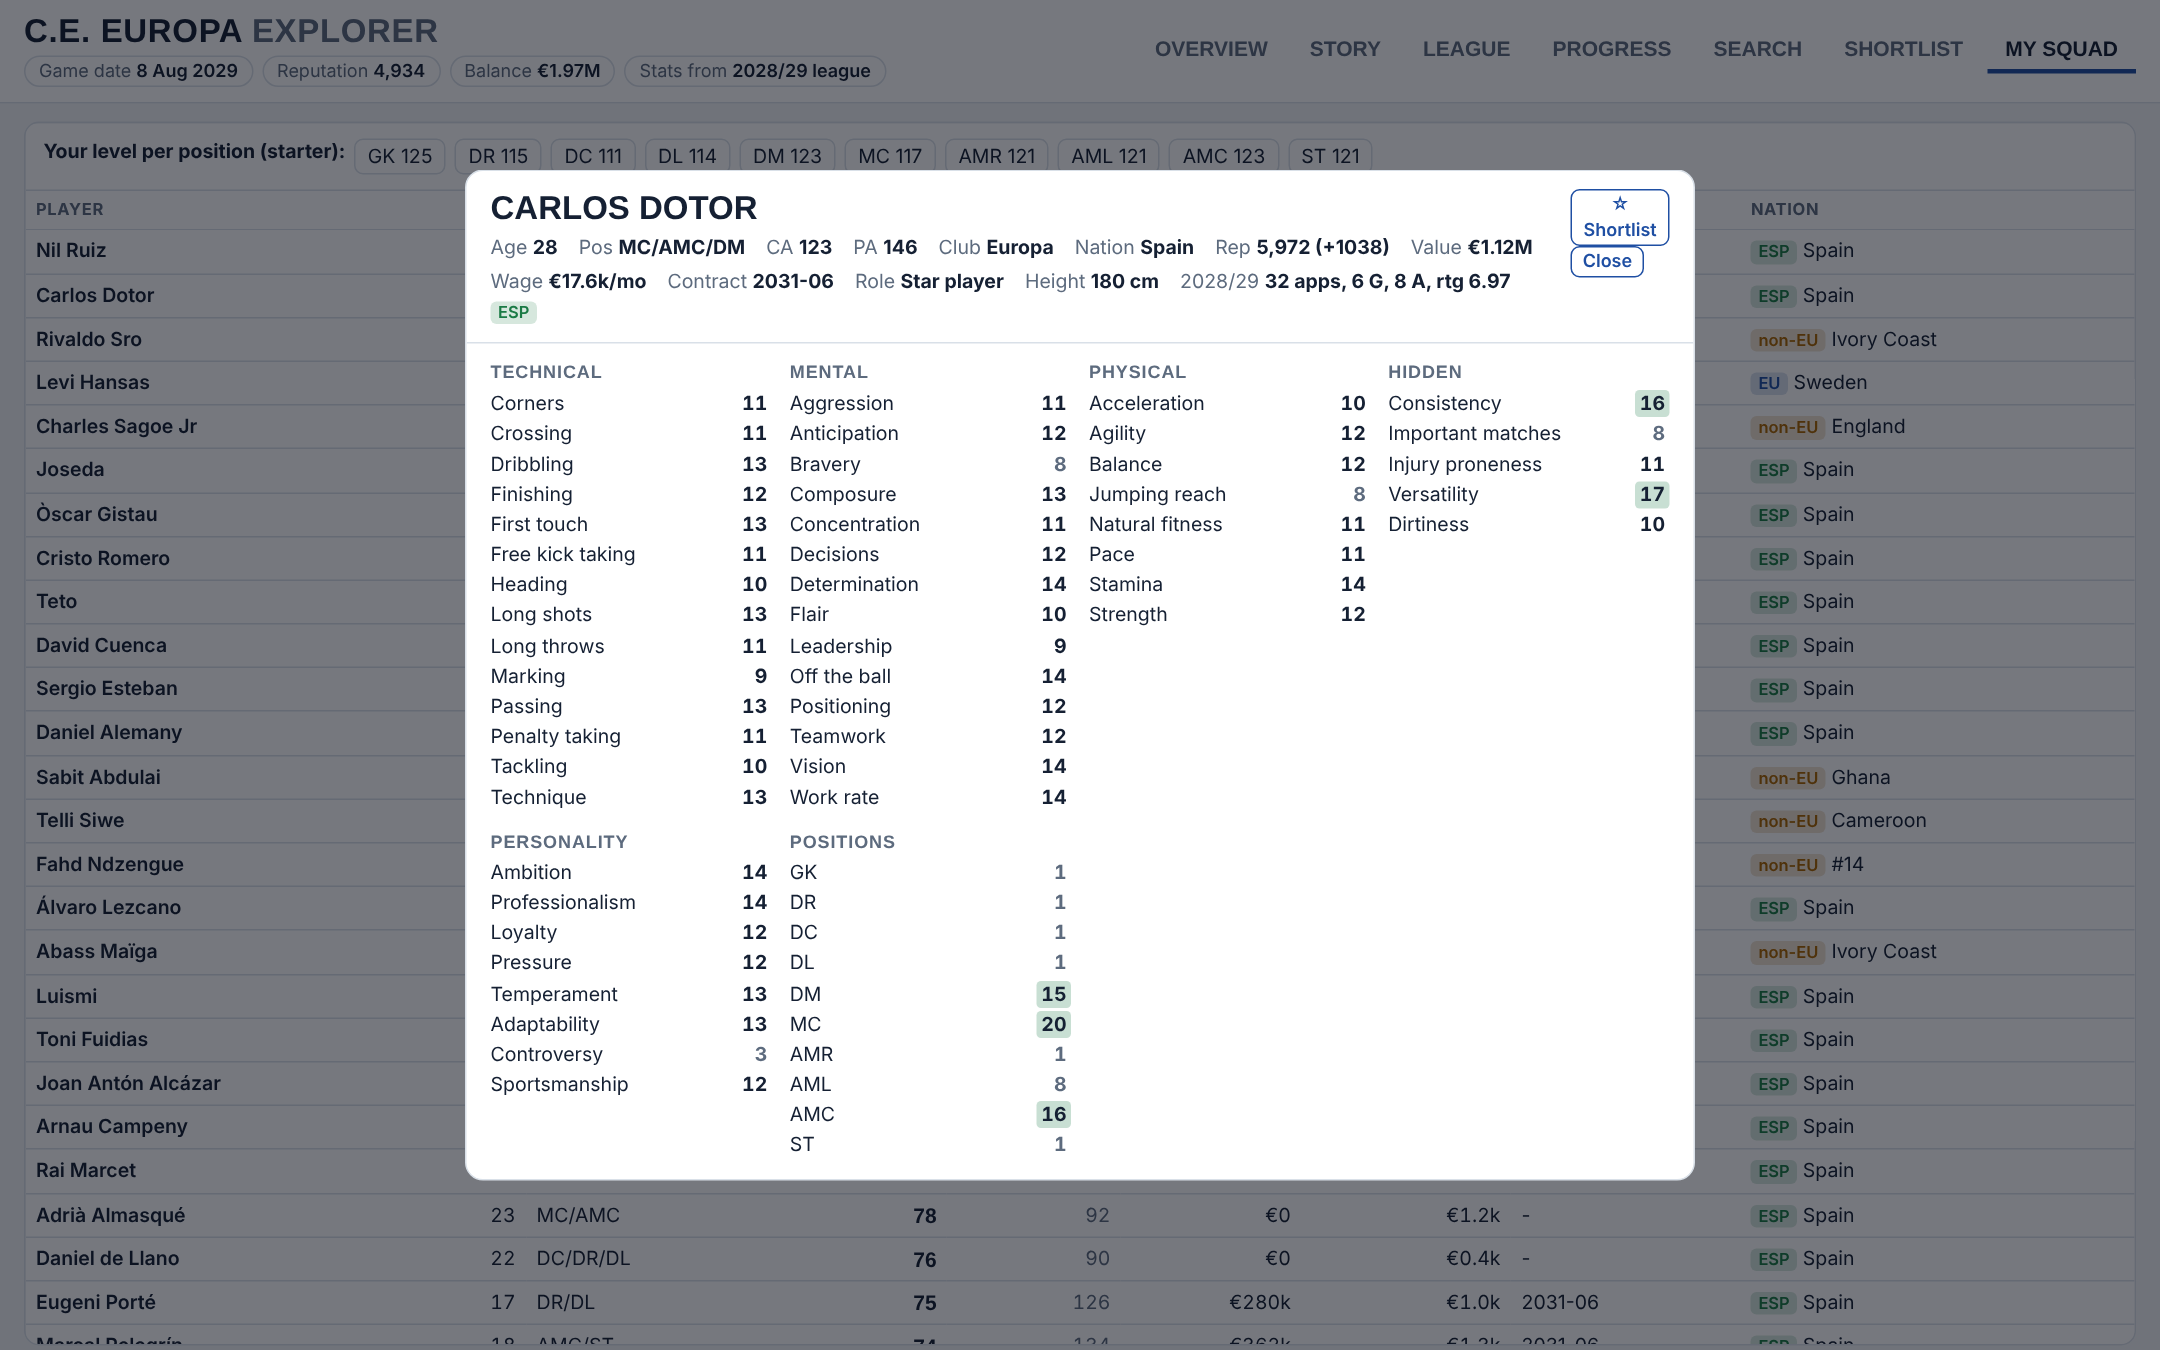 C.E. EUROPA EXPLORER
Game date 8 Aug 2029 Reputation 4,934 Balance €1.97M Stats from 2028/29 league
OVERVIEW STORY LEAGUE PROGRESS SEARCH SHORTLIST MY SQUAD
Your level per position (starter): GK 125 DR 115 DC 111 DL 114 DM 123 MC 117 AMR 121 AML 121 AMC 123 ST 121
PLAYER NATION
Nil Ruiz ESP Spain
Carlos Dotor ESP Spain
Rivaldo Sro non-EU Ivory Coast
Levi Hansas EU Sweden
Charles Sagoe Jr non-EU England
Joseda ESP Spain
Òscar Gistau ESP Spain
Cristo Romero ESP Spain
Teto ESP Spain
David Cuenca ESP Spain
Sergio Esteban ESP Spain
Daniel Alemany ESP Spain
Sabit Abdulai non-EU Ghana
Telli Siwe non-EU Cameroon
Fahd Ndzengue non-EU #14
Álvaro Lezcano ESP Spain
Abass Maïga non-EU Ivory Coast
Luismi ESP Spain
Toni Fuidias ESP Spain
Joan Antón Alcázar ESP Spain
Arnau Campeny ESP Spain
Rai Marcet ESP Spain
Adrià Almasqué 23 MC/AMC 78 92 €0 €1.2k - ESP Spain
Daniel de Llano 22 DC/DR/DL 76 90 €0 €0.4k - ESP Spain
Eugeni Porté 17 DR/DL 75 126 €280k €1.0k 2031-06 ESP Spain
CARLOS DOTOR
☆
Shortlist
Close
Age 28 Pos MC/AMC/DM CA 123 PA 146 Club Europa Nation Spain Rep 5,972 (+1038) Value €1.12M
Wage €17.6k/mo Contract 2031-06 Role Star player Height 180 cm 2028/29 32 apps, 6 G, 8 A, rtg 6.97
ESP
TECHNICAL
Corners 11
Crossing 11
Dribbling 13
Finishing 12
First touch 13
Free kick taking 11
Heading 10
Long shots 13
Long throws 11
Marking 9
Passing 13
Penalty taking 11
Tackling 10
Technique 13
MENTAL
Aggression 11
Anticipation 12
Bravery 8
Composure 13
Concentration 11
Decisions 12
Determination 14
Flair 10
Leadership 9
Off the ball 14
Positioning 12
Teamwork 12
Vision 14
Work rate 14
PHYSICAL
Acceleration 10
Agility 12
Balance 12
Jumping reach 8
Natural fitness 11
Pace 11
Stamina 14
Strength 12
HIDDEN
Consistency 16
Important matches 8
Injury proneness 11
Versatility 17
Dirtiness 10
PERSONALITY
Ambition 14
Professionalism 14
Loyalty 12
Pressure 12
Temperament 13
Adaptability 13
Controversy 3
Sportsmanship 12
POSITIONS
GK 1
DR 1
DC 1
DL 1
DM 15
MC 20
AMR 1
AML 8
AMC 16
ST 1